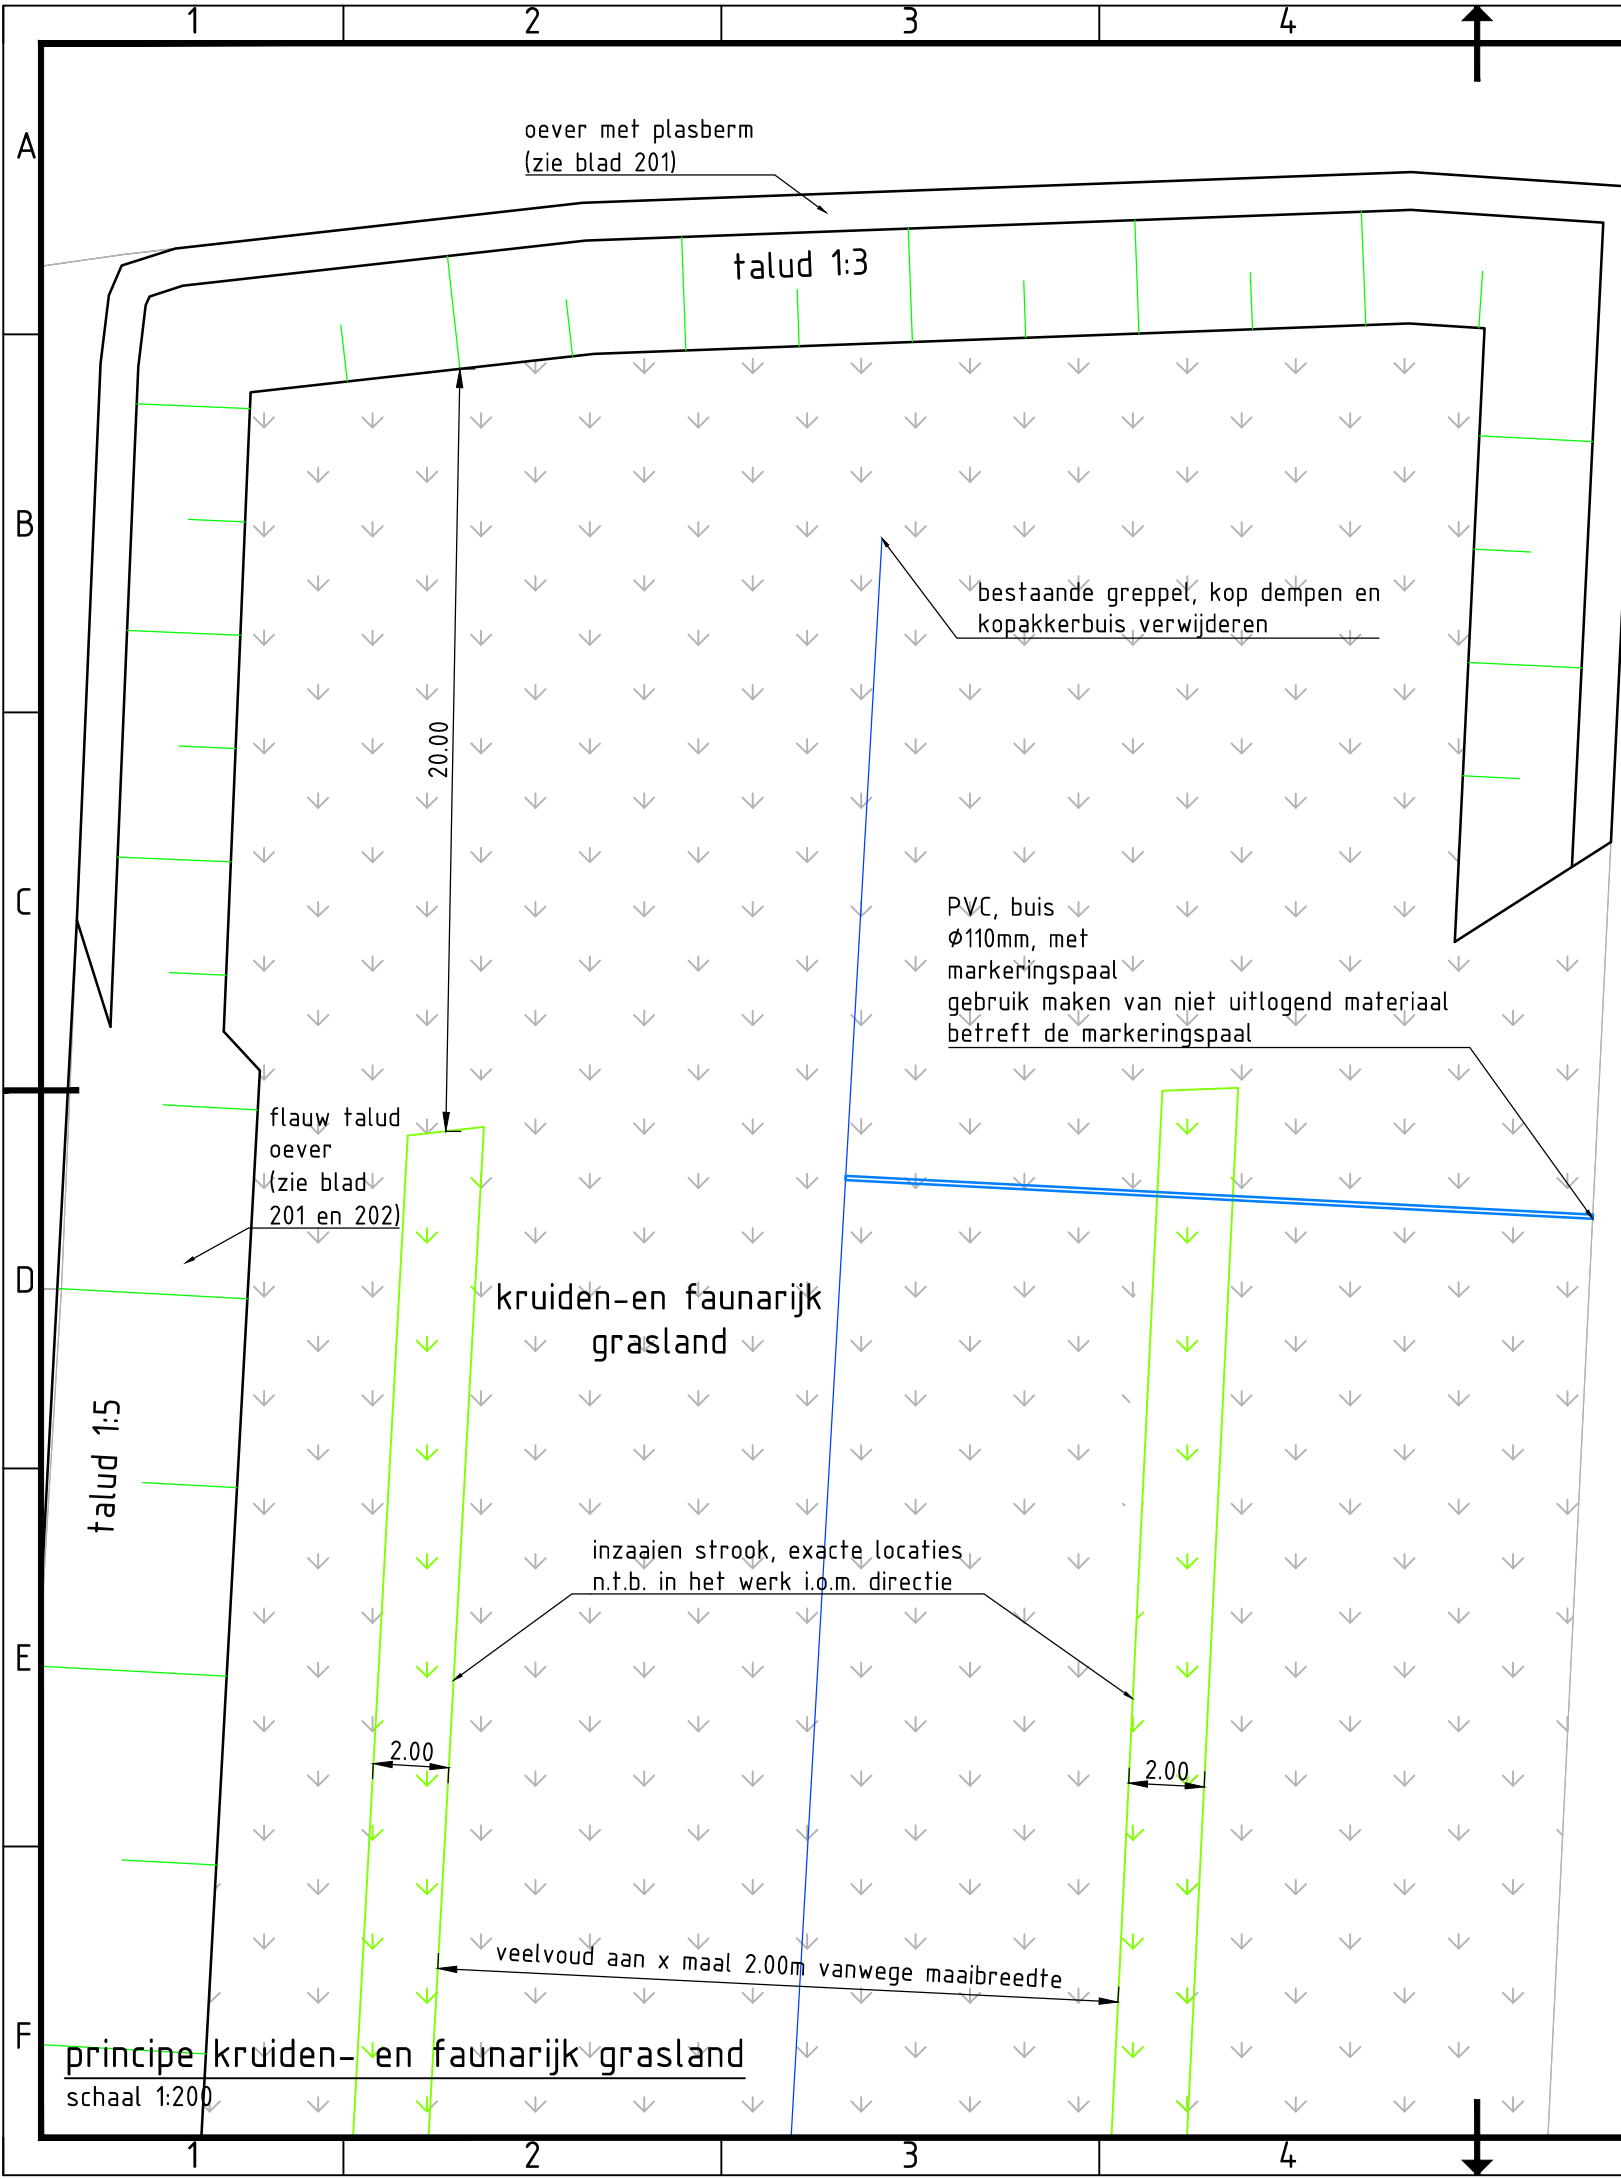 1 2 3 4
A
oever met plasberm
(zie blad 201)
talud 1:3
B
bestaande greppel, kop dempen en
kopakkerbuis verwijderen
20.00
C
PVC, buis
Ø110mm, met
markeringspaal
gebruik maken van niet uitlogend materiaal
betreft de markeringspaal
flauw talud
oever
(zie blad
201 en 202)
D
kruiden-en faunarijk
grasland
talud 1:5
inzaaien strook, exacte locaties
n.t.b. in het werk i.o.m. directie
E
2.00
2.00
veelvoud aan x maal 2.00m vanwege maaibreedte
F
principe kruiden- en faunarijk grasland
schaal 1:200
1 2 3 4